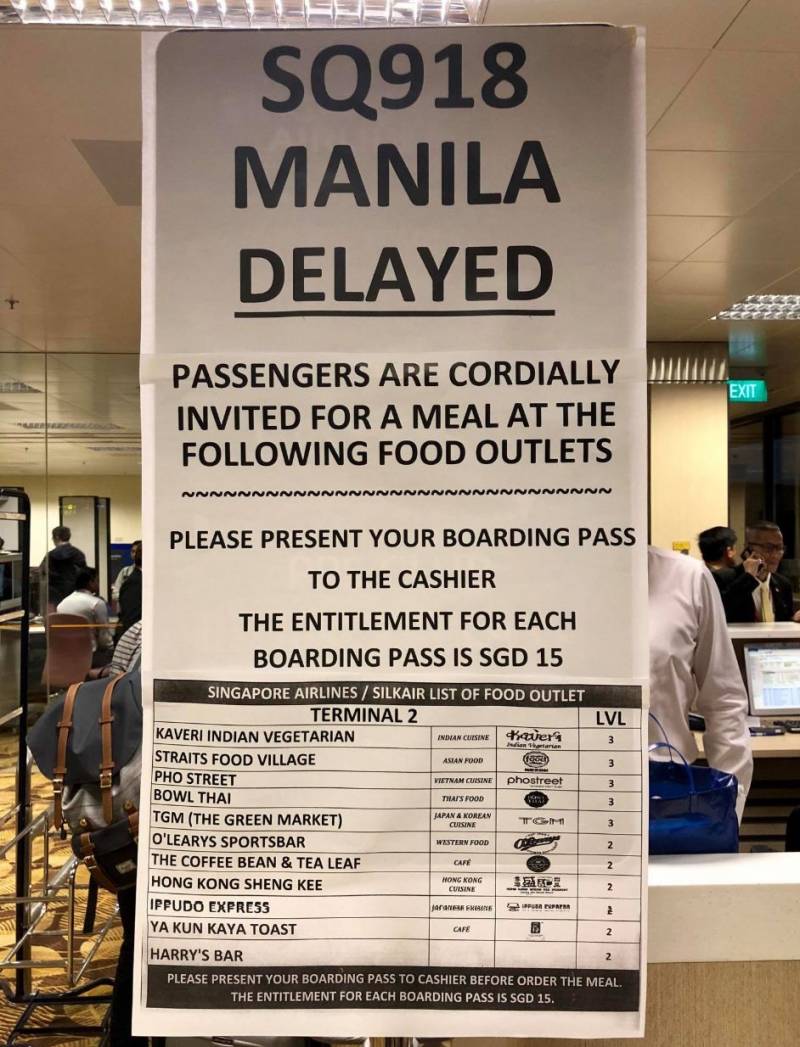 SQ918
MANILA
DELAYED
PASSENGERS ARE CORDIALLY
INVITED FOR A MEAL AT THE
FOLLOWING FOOD OUTLETS
~~~~~~~~~~~~~~~~~~~~~~~~~~~~~~~
PLEASE PRESENT YOUR BOARDING PASS
TO THE CASHIER
THE ENTITLEMENT FOR EACH
BOARDING PASS IS SGD 15
SINGAPORE AIRLINES / SILKAIR LIST OF FOOD OUTLET
TERMINAL 2 LVL
KAVERI INDIAN VEGETARIAN INDIAN CUISINE Kaveri Indian Vegetarian 3
STRAITS FOOD VILLAGE ASIAN FOOD food 3
PHO STREET VIETNAM CUISINE phostreet 3
BOWL THAI THAI'S FOOD 3
TGM (THE GREEN MARKET) JAPAN & KOREAN CUISINE TGM 3
O'LEARYS SPORTSBAR WESTERN FOOD O'Learys 2
THE COFFEE BEAN & TEA LEAF CAFÉ 2
HONG KONG SHENG KEE HONG KONG CUISINE 2
IPPUDO EXPRESS JAPANESE CUISINE IPPUDO EXPRESS
YA KUN KAYA TOAST CAFÉ 2
HARRY'S BAR 2
PLEASE PRESENT YOUR BOARDING PASS TO CASHIER BEFORE ORDER THE MEAL.
THE ENTITLEMENT FOR EACH BOARDING PASS IS SGD 15.
EXIT